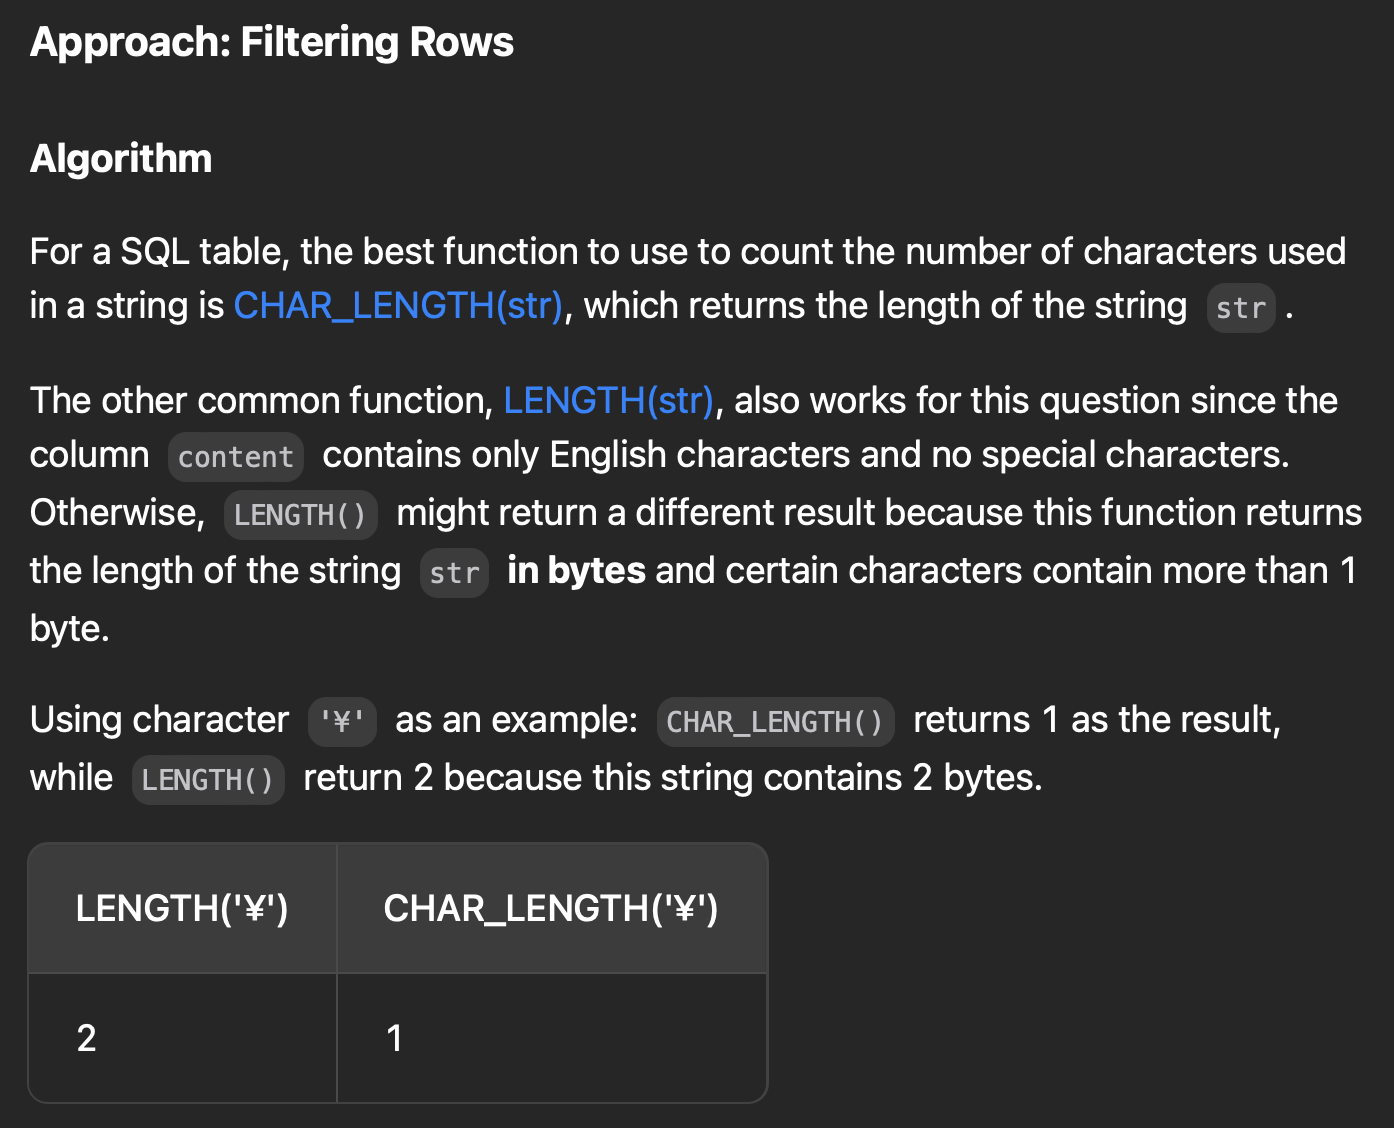 Approach: Filtering Rows
Algorithm
For a SQL table, the best function to use to count the number of characters used
in a string is CHAR_LENGTH(str), which returns the length of the string str .
The other common function, LENGTH(str), also works for this question since the
column content contains only English characters and no special characters.
Otherwise, LENGTH() might return a different result because this function returns
the length of the string str in bytes and certain characters contain more than 1
byte.
Using character '¥' as an example: CHAR_LENGTH() returns 1 as the result,
while LENGTH() return 2 because this string contains 2 bytes.
LENGTH('¥') CHAR_LENGTH('¥')
2 1